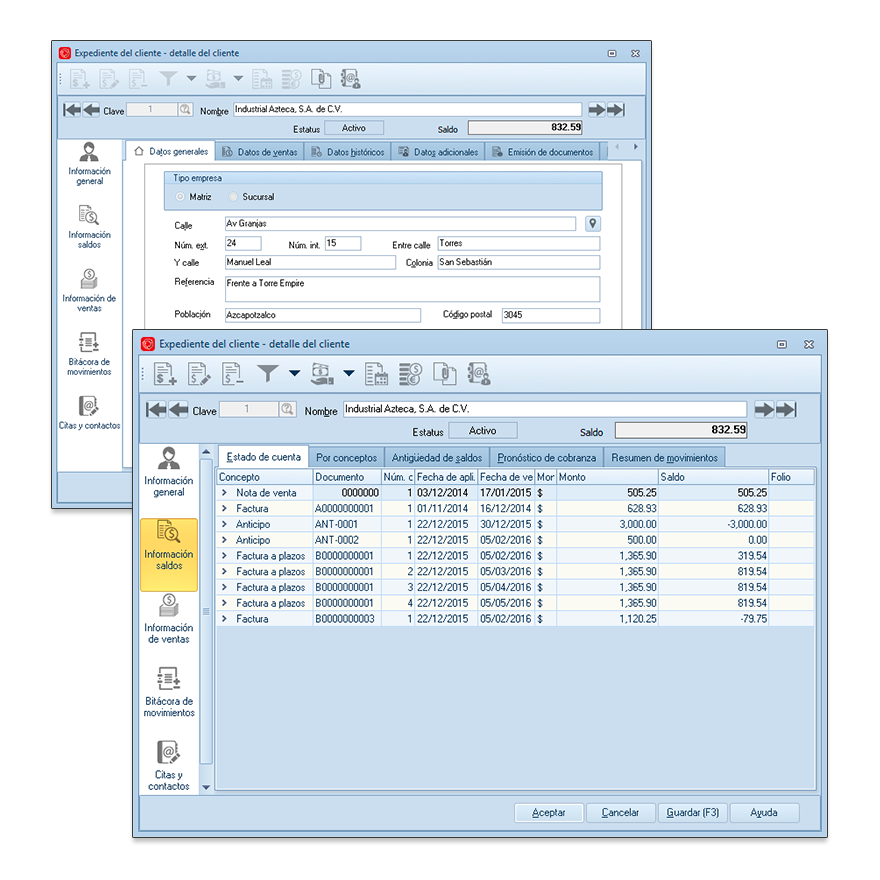 Expediente del cliente - detalle del cliente
Clave 1 Nombre Industrial Azteca, S.A. de C.V.
Estatus Activo Saldo 832.59
Información general
Información saldos
Información de ventas
Bitácora de movimientos
Citas y contactos
Datos generales Datos de ventas Datos históricos Datos adicionales Emisión de documentos
Tipo empresa
Matriz Sucursal
Calle Av Granjas
Núm. ext. 24 Núm. int. 15 Entre calle Torres
Y calle Manuel Leal Colonia San Sebastián
Referencia Frente a Torre Empire
Población Azcapotzalco Código postal 3045
Expediente del cliente - detalle del cliente
Clave 1 Nombre Industrial Azteca, S.A. de C.V.
Estatus Activo Saldo 832.59
Información general
Información saldos
Información de ventas
Bitácora de movimientos
Citas y contactos
Estado de cuenta Por conceptos Antigüedad de saldos Pronóstico de cobranza Resumen de movimientos
Concepto Documento Núm. c Fecha de apli. Fecha de ve Mor Monto Saldo Folio
> Nota de venta 0000000 1 03/12/2014 17/01/2015 $ 505.25 505.25
> Factura A0000000001 1 01/11/2014 16/12/2014 $ 628.93 628.93
> Anticipo ANT-0001 1 22/12/2015 30/12/2015 $ 3,000.00 -3,000.00
> Anticipo ANT-0002 1 22/12/2015 05/02/2016 $ 500.00 0.00
> Factura a plazos B0000000001 1 22/12/2015 05/02/2016 $ 1,365.90 319.54
> Factura a plazos B0000000001 2 22/12/2015 05/03/2016 $ 1,365.90 819.54
> Factura a plazos B0000000001 3 22/12/2015 05/04/2016 $ 1,365.90 819.54
> Factura a plazos B0000000001 4 22/12/2015 05/05/2016 $ 1,365.90 819.54
> Factura B0000000003 1 22/12/2015 05/02/2016 $ 1,120.25 -79.75
Aceptar Cancelar Guardar (F3) Ayuda